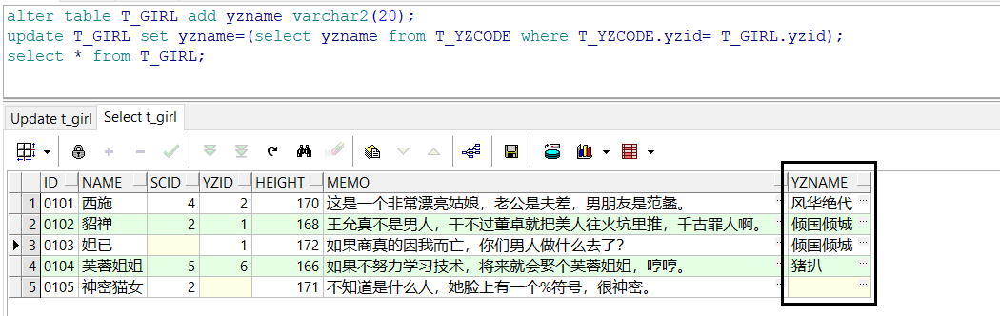 alter table T_GIRL add yzname varchar2(20);
update T_GIRL set yzname=(select yzname from T_YZCODE where T_YZCODE.yzid= T_GIRL.yzid);
select * from T_GIRL;
Update t_girl Select t_girl
ID NAME SCID YZID HEIGHT MEMO YZNAME
1 0101 西施 4 2 170 这是一个非常漂亮姑娘，老公是夫差，男朋友是范蠡。 ··· 风华绝代 ···
2 0102 貂禅 2 1 168 王允真不是男人，干不过董卓就把美人往火坑里推，千古罪人啊。 ··· 倾国倾城 ···
3 0103 妲已 1 172 如果商真的因我而亡，你们男人做什么去了？ ··· 倾国倾城 ···
4 0104 芙蓉姐姐 5 6 166 如果不努力学习技术，将来就会娶个芙蓉姐姐，哼哼。 ··· 猪扒 ···
5 0105 神密猫女 2 171 不知道是什么人，她脸上有一个%符号，很神密。 ··· ···